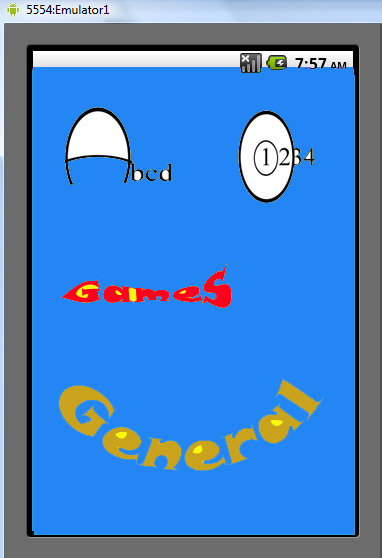 5554:Emulator1
7:57 AM
bcd
1234
Games
General